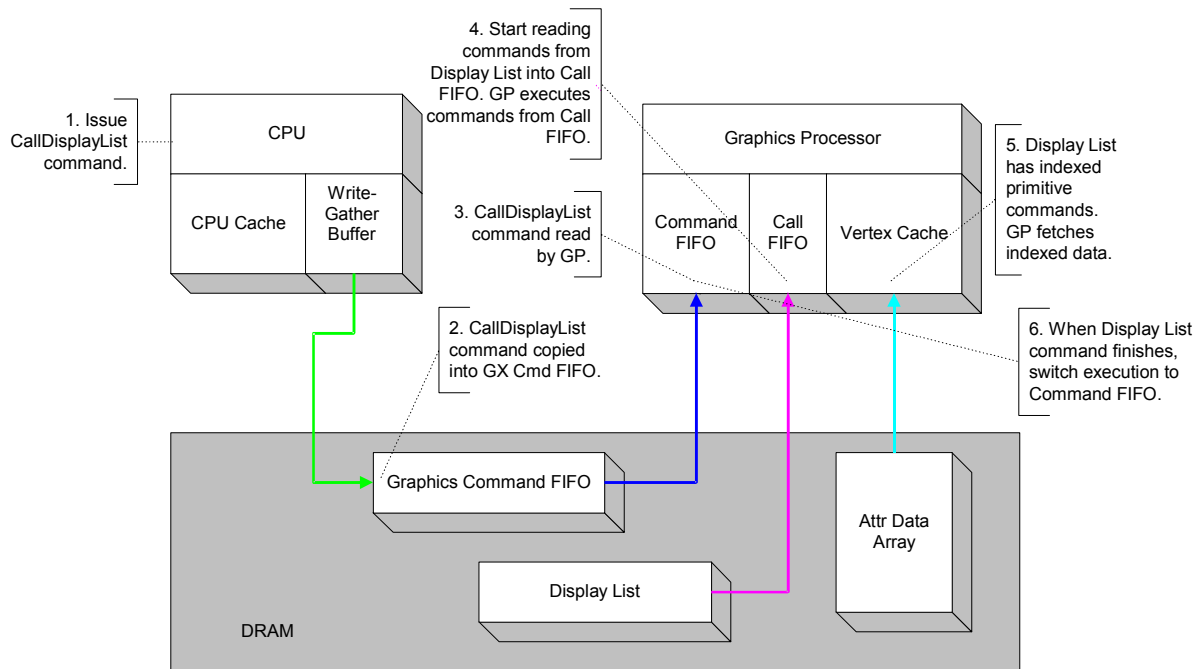 1. Issue
CallDisplayList
command.
CPU
CPU Cache
Write-
Gather
Buffer
2. CallDisplayList
command copied
into GX Cmd FIFO.
3. CallDisplayList
command read
by GP.
4. Start reading
commands from
Display List into Call
FIFO. GP executes
commands from Call
FIFO.
Graphics Processor
Command
FIFO
Call
FIFO
Vertex Cache
5. Display List
has indexed
primitive
commands.
GP fetches
indexed data.
6. When Display List
command finishes,
switch execution to
Command FIFO.
Graphics Command FIFO
Display List
Attr Data
Array
DRAM